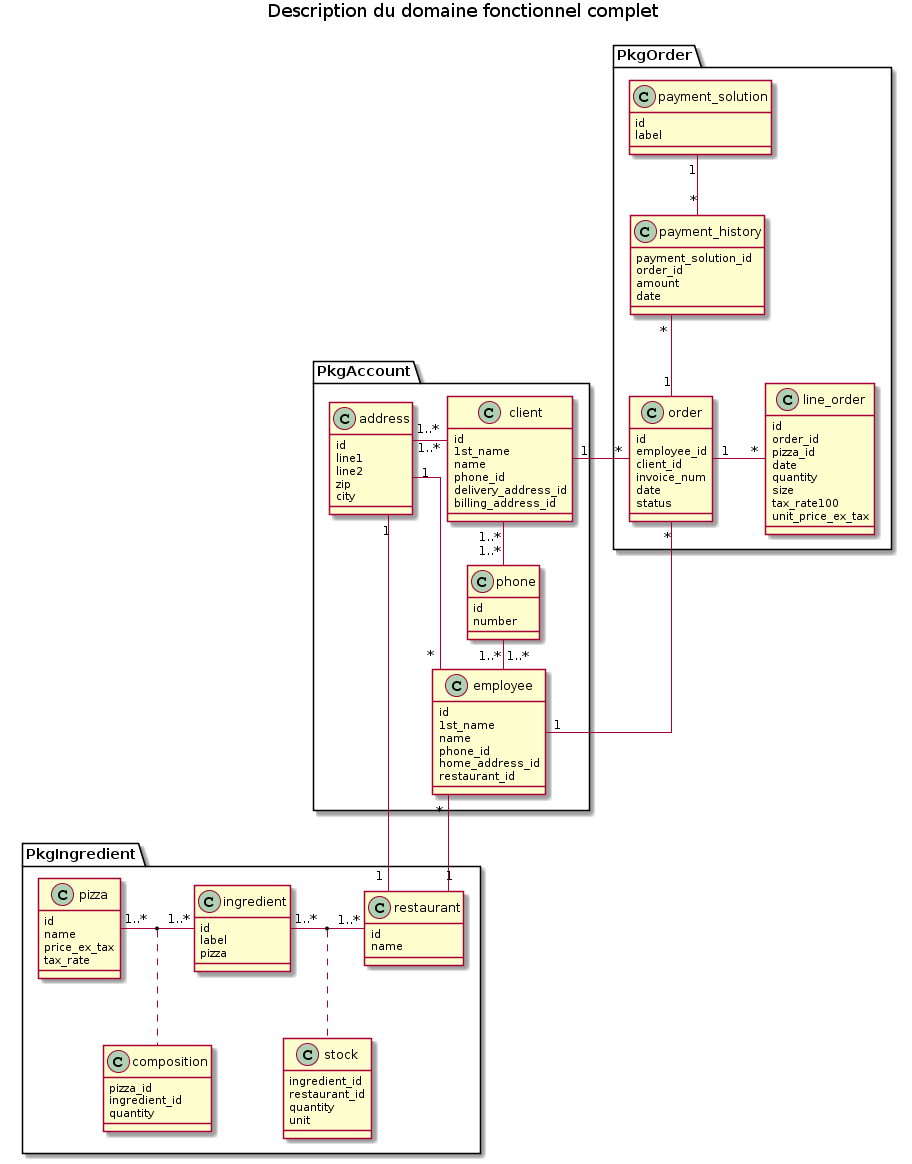 Description du domaine fonctionnel complet
PkgOrder
C payment_solution
id
label
1
*
C payment_history
payment_solution_id
order_id
amount
date
*
1
C order
id
employee_id
client_id
invoice_num
date
status
1
*
C line_order
id
order_id
pizza_id
date
quantity
size
tax_rate100
unit_price_ex_tax
*
PkgAccount
C address
id
line1
line2
zip
city
1..*
1..*
1
1
C client
id
1st_name
name
phone_id
delivery_address_id
billing_address_id
1
*
1..*
1..*
C phone
id
number
1..*
1..*
*
C employee
id
1st_name
name
phone_id
home_address_id
restaurant_id
1
*
PkgIngredient
1
1
C pizza
id
name
price_ex_tax
tax_rate
1..*
1..*
C ingredient
id
label
pizza
1..*
1..*
C restaurant
id
name
C composition
pizza_id
ingredient_id
quantity
C stock
ingredient_id
restaurant_id
quantity
unit